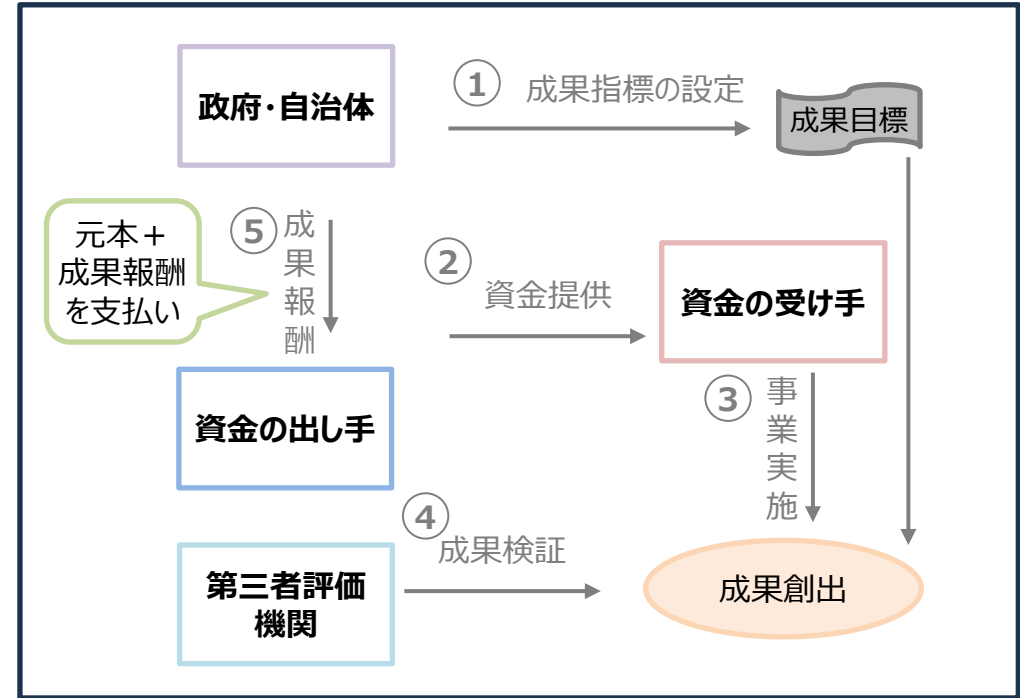 政府・自治体
① 成果指標の設定
成果目標
元本＋
成果報酬
を支払い
⑤ 成果報酬
② 資金提供
資金の受け手
資金の出し手
③ 事業実施
④ 成果検証
第三者評価
機関
成果創出